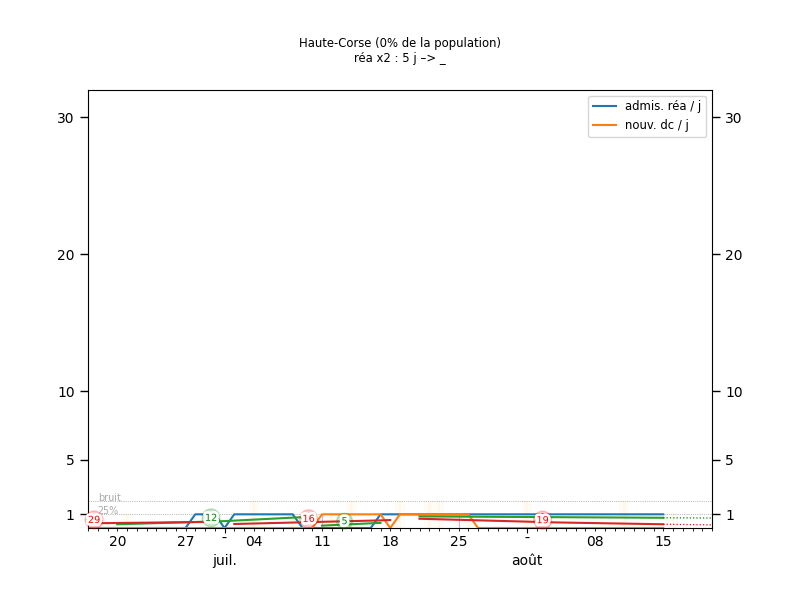 Haute-Corse (0% de la population)
réa x2 : 5 j –> _
admis. réa / j
nouv. dc / j
30 30
20 20
10 10
5 5
bruit
25%
1 1
29 12 16 5 19
20 27 - 04 11 18 25 - 08 15
juil. août